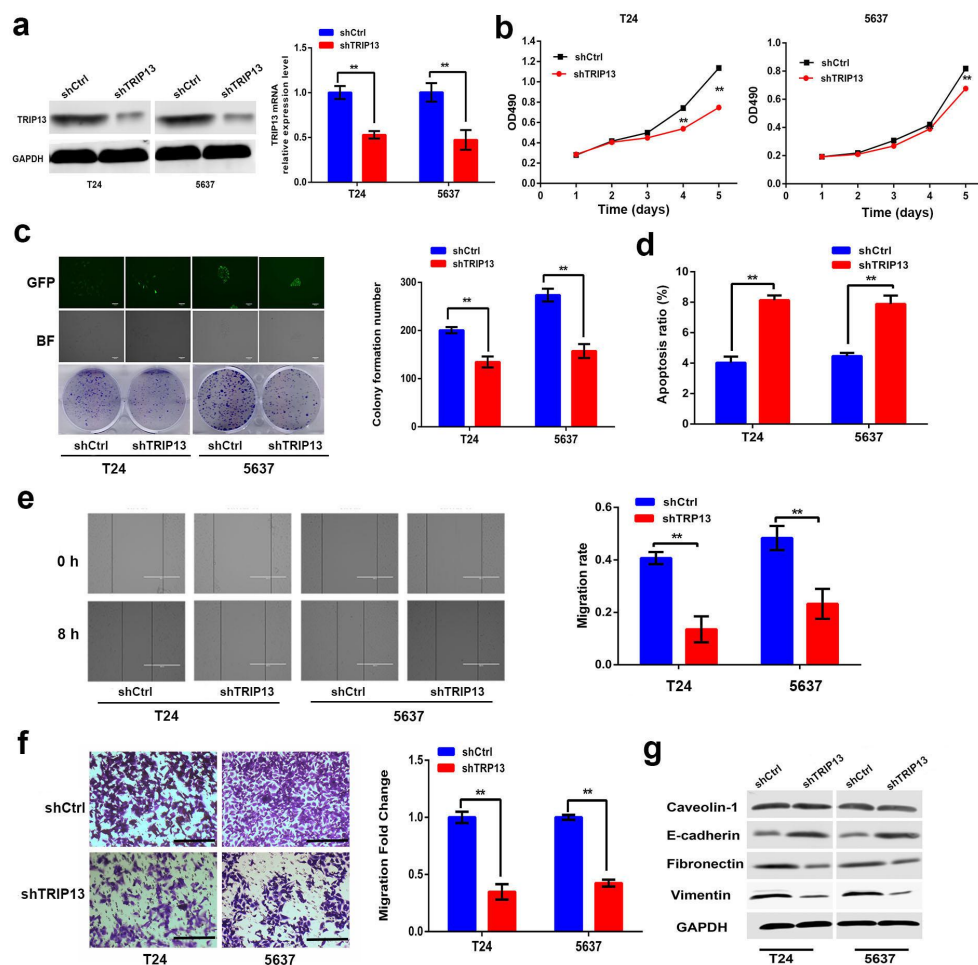 a
shCtrl
shTRIP13
shCtrl
shTRIP13
TRIP13
GAPDH
T24
5637
shCtrl
shTRIP13
TRIP13 mRNA
relative expression level
1.5
1.0
0.5
0.0
**
**
T24
5637
b
T24
shCtrl
shTRIP13
OD490
1.4
1.2
1.0
0.8
0.6
0.4
0.2
0
**
**
1 2 3 4 5
Time (days)
5637
shCtrl
shTRIP13
OD490
1.0
0.8
0.6
0.4
0.2
0
**
1 2 3 4 5
Time (days)
c
GFP
BF
shCtrl shTRIP13 shCtrl shTRIP13
T24 5637
shCtrl
shTRIP13
Colony formation number
300
200
100
0
**
**
T24 5637
d
shCtrl
shTRIP13
Apoptosis ratio (%)
10
8
6
4
2
0
**
**
T24 5637
e
0 h
8 h
shCtrl shTRIP13 shCtrl shTRIP13
T24 5637
shCtrl
shTRP13
Migration rate
0.6
0.4
0.2
0.0
**
**
T24 5637
f
shCtrl
shTRIP13
T24 5637
shCtrl
shTRP13
Migration Fold Change
1.5
1.0
0.5
0.0
**
**
T24 5637
g
shCtrl
shTRIP13
shCtrl
shTRIP13
Caveolin-1
E-cadherin
Fibronectin
Vimentin
GAPDH
T24 5637